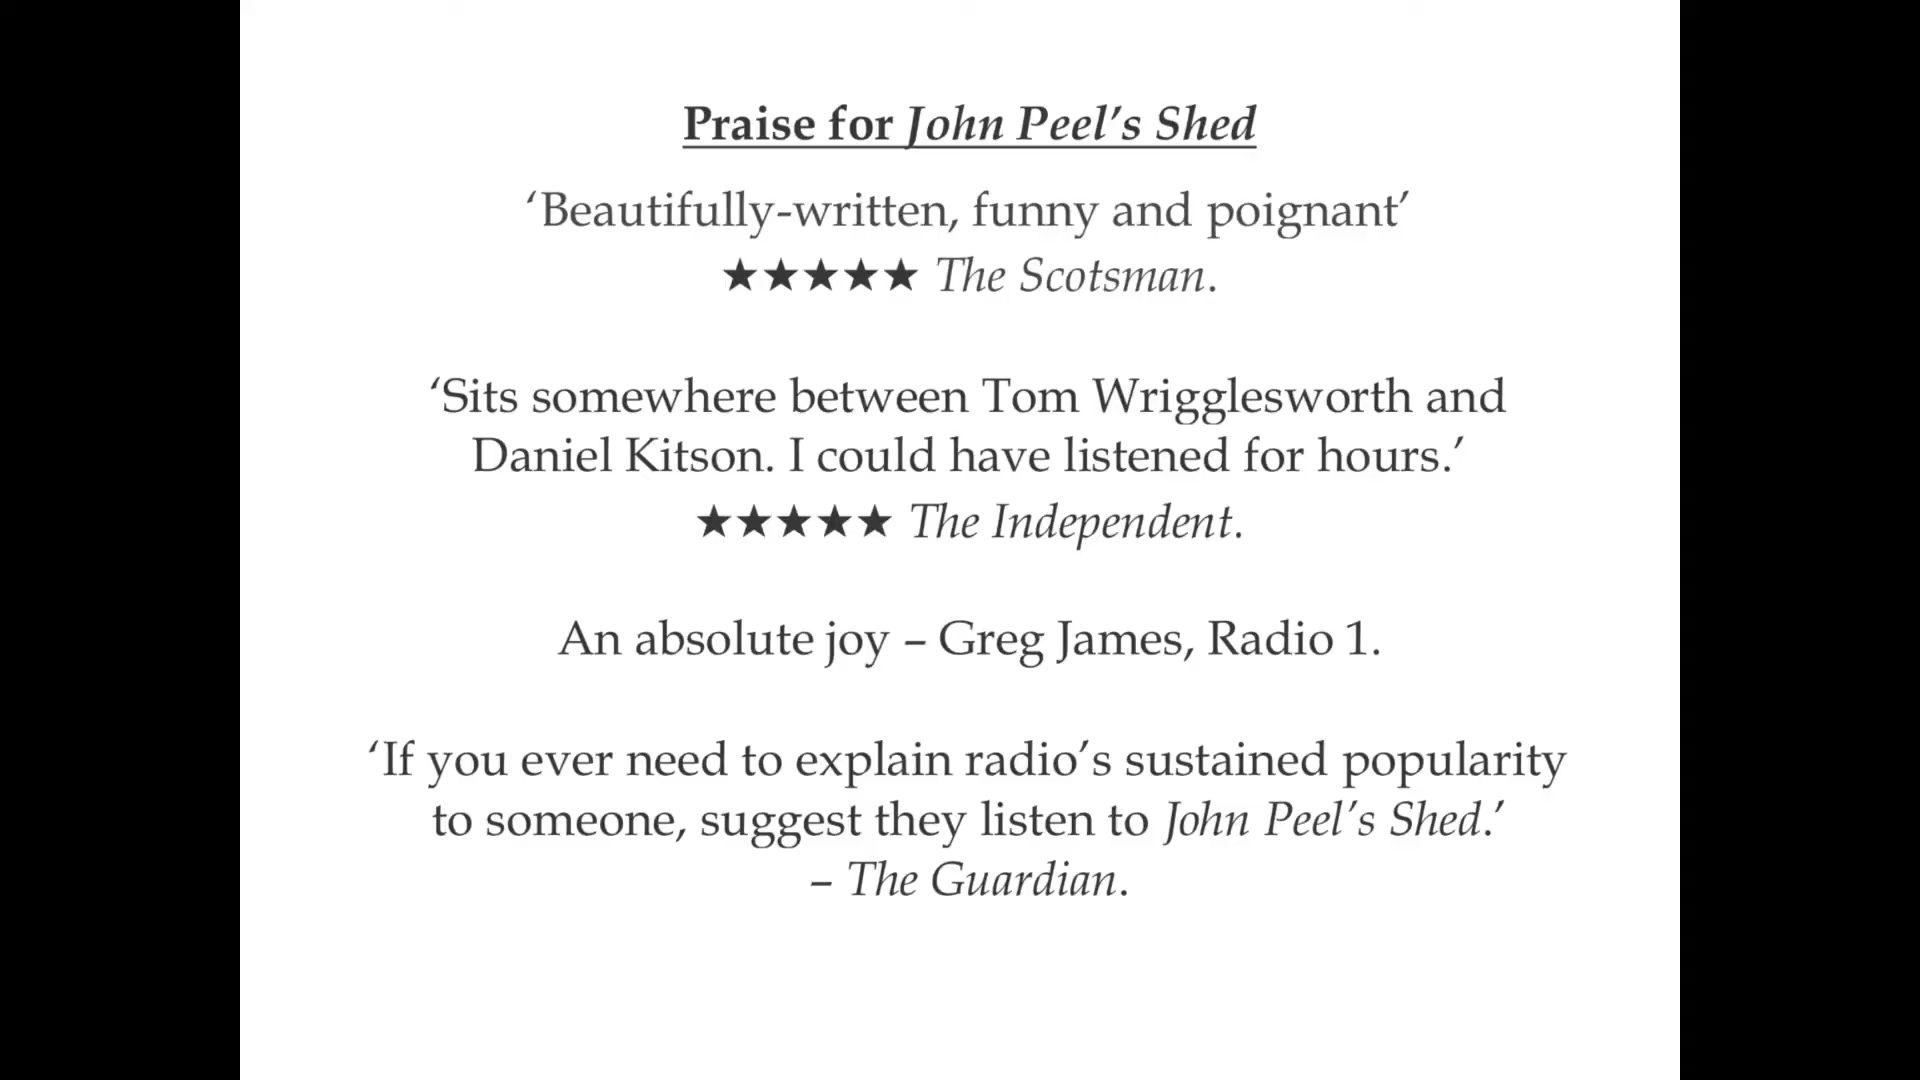 Praise for John Peel’s Shed
‘Beautifully-written, funny and poignant’
★★★★★ The Scotsman.
‘Sits somewhere between Tom Wrigglesworth and
Daniel Kitson. I could have listened for hours.’
★★★★★ The Independent.
An absolute joy – Greg James, Radio 1.
‘If you ever need to explain radio’s sustained popularity
to someone, suggest they listen to John Peel’s Shed.’
– The Guardian.